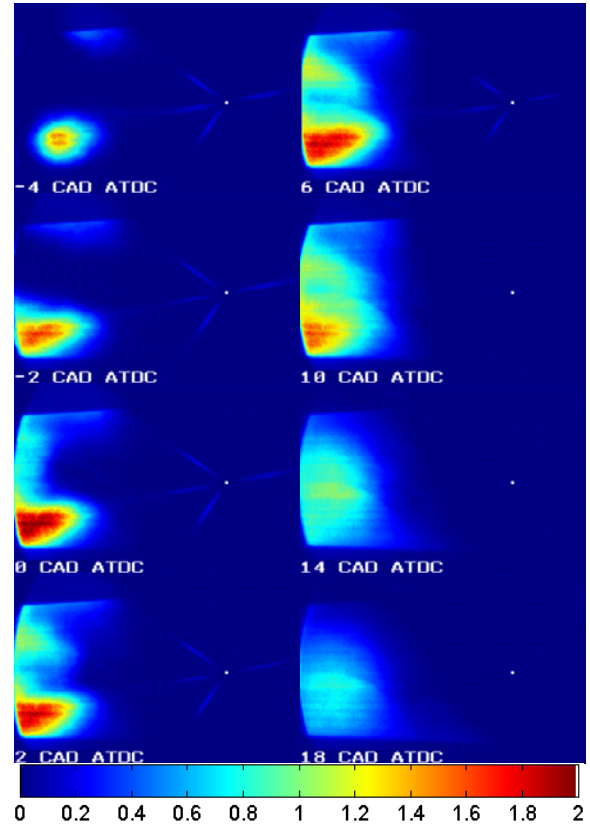 -4 CAD ATDC
6 CAD ATDC
-2 CAD ATDC
10 CAD ATDC
0 CAD ATDC
14 CAD ATDC
2 CAD ATDC
18 CAD ATDC
0 0.2 0.4 0.6 0.8 1 1.2 1.4 1.6 1.8 2